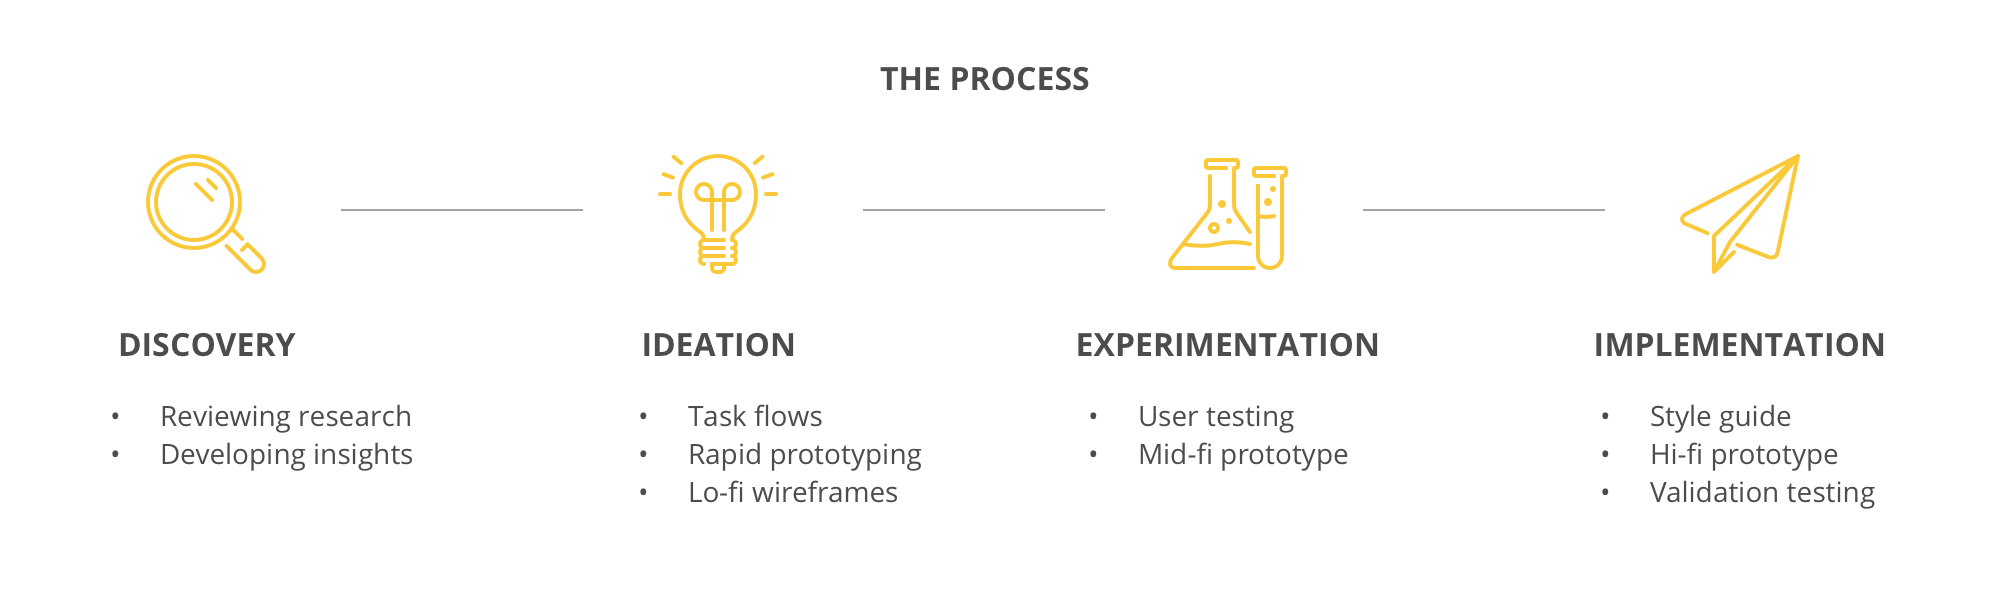 THE PROCESS
DISCOVERY
• Reviewing research
• Developing insights
IDEATION
• Task flows
• Rapid prototyping
• Lo-fi wireframes
EXPERIMENTATION
• User testing
• Mid-fi prototype
IMPLEMENTATION
• Style guide
• Hi-fi prototype
• Validation testing